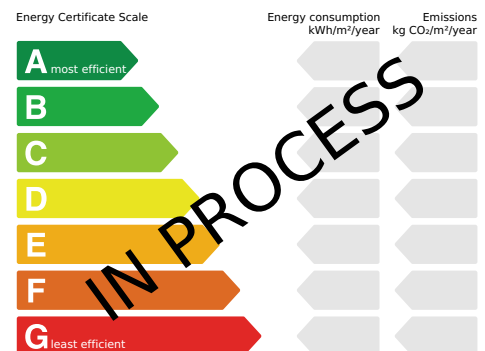 Energy Certificate Scale
Energy consumption
kWh/m²/year
Emissions
kg CO₂/m²/year
A most efficient
B
C
D
E
F
G least efficient
IN PROCESS